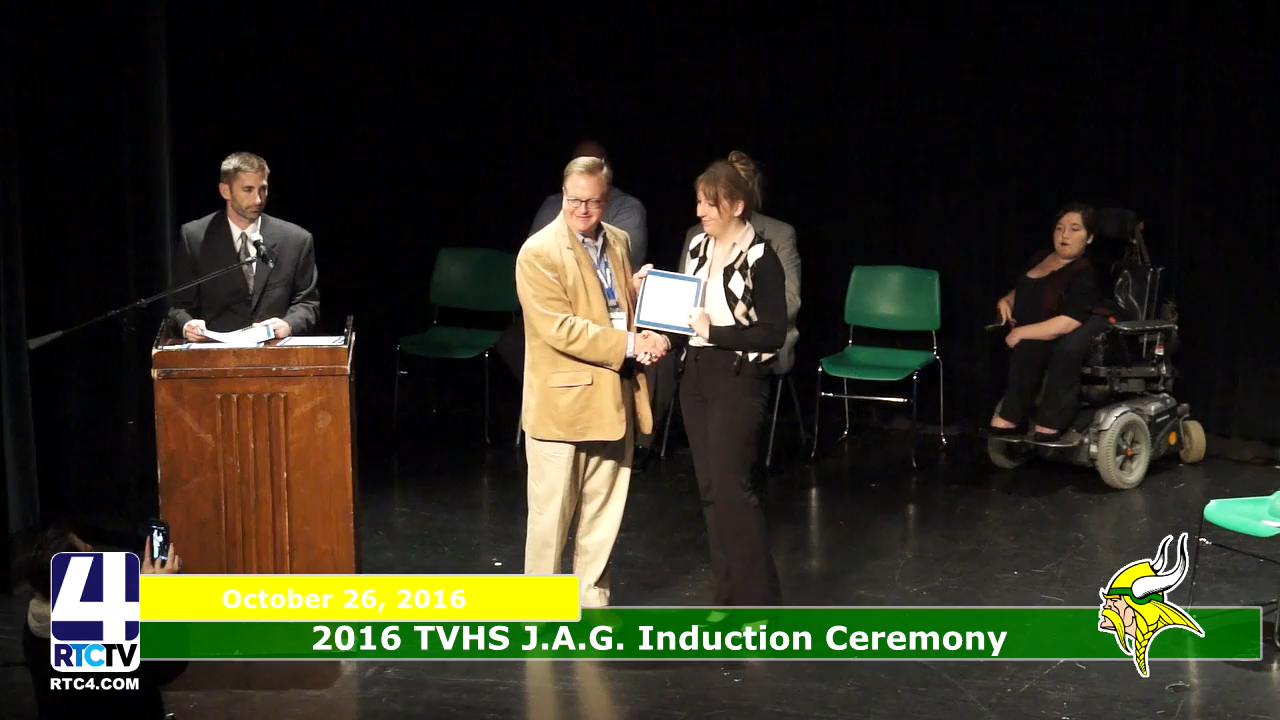 October 26, 2016
2016 TVHS J.A.G. Induction Ceremony
4
RTCTV
RTC4.COM